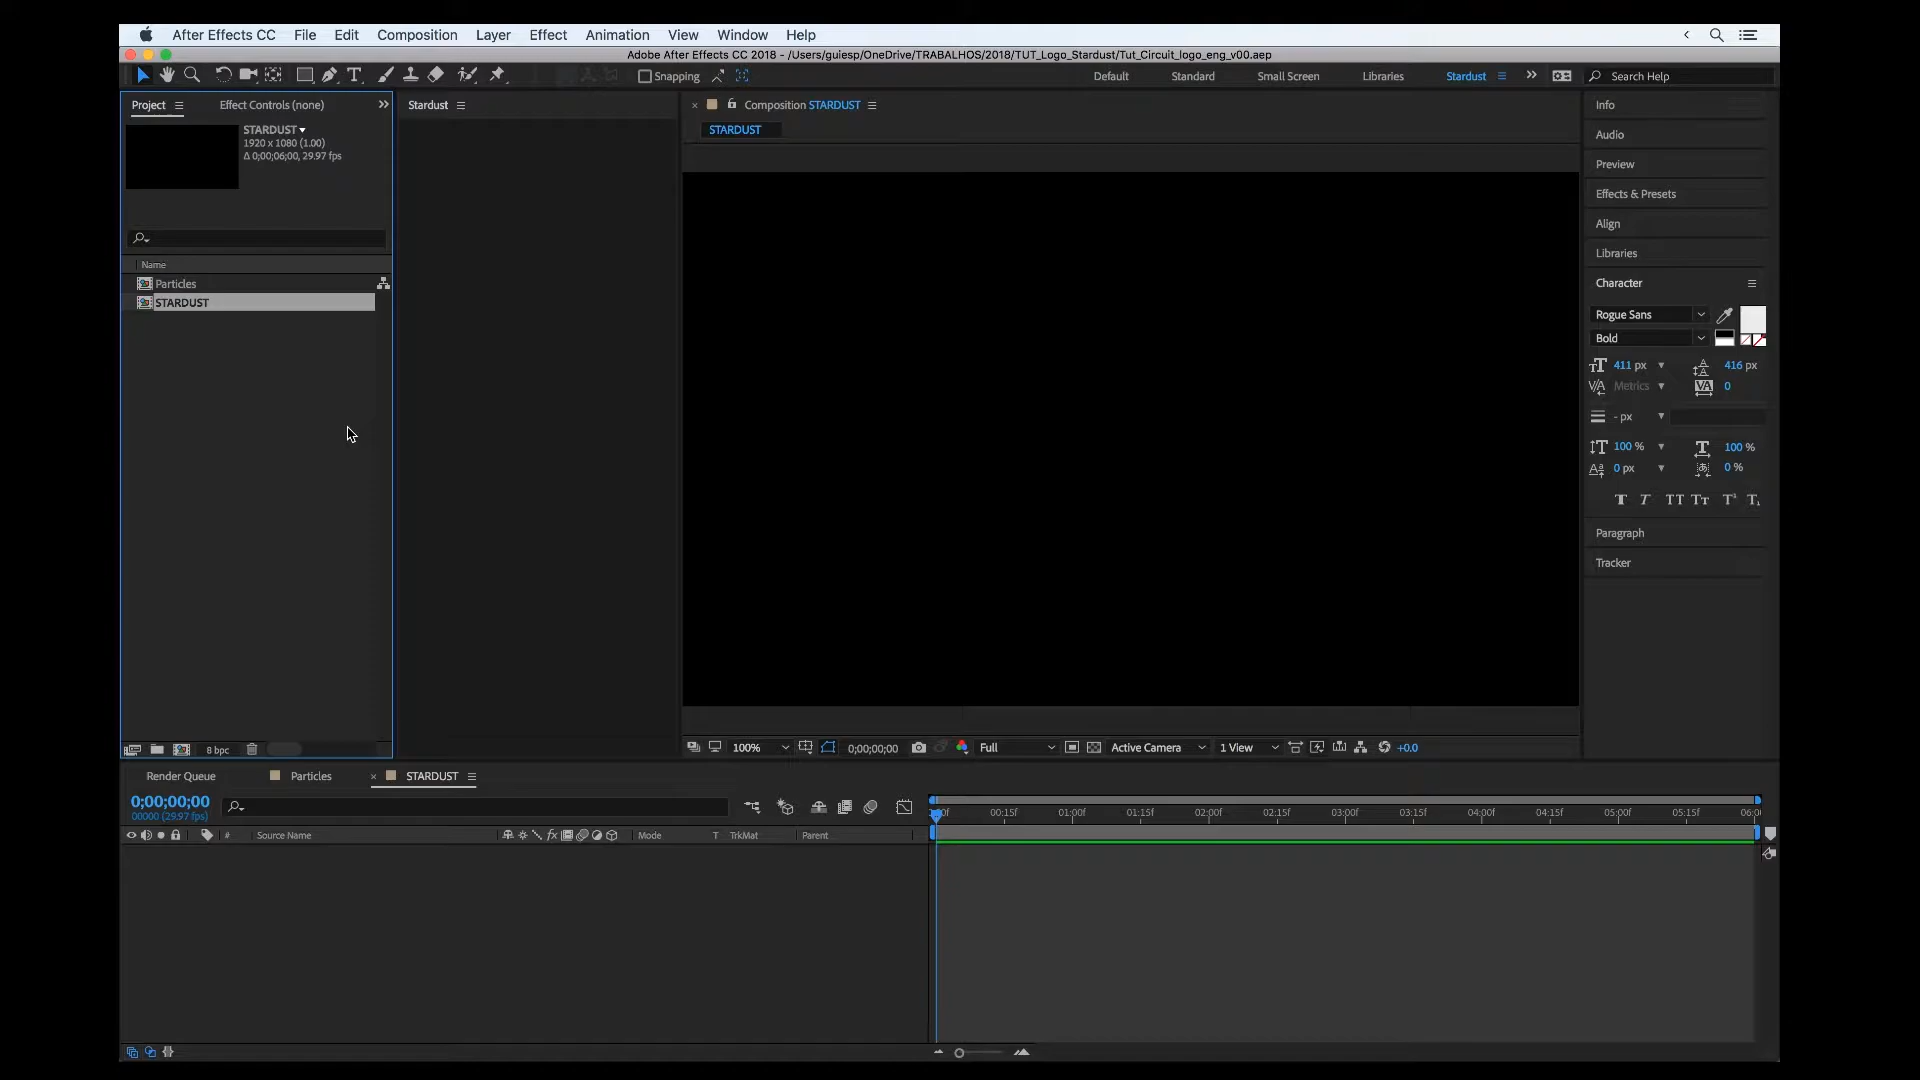 After Effects CC File Edit Composition Layer Effect Animation View Window Help
Adobe After Effects CC 2018 - /Users/guiesp/OneDrive/TRABALHOS/2018/TUT_Logo_Stardust/Tut_Circuit_logo_eng_v00.aep
Snapping Default Standard Small Screen Libraries Stardust Search Help
Project Effect Controls (none)
STARDUST
1920 x 1080 (1.00)
Δ 0;00;06;00, 29.97 fps
Name
Particles
STARDUST
8 bpc
Stardust
Composition STARDUST
STARDUST
100% 0;00;00;00 Full Active Camera 1 View +0.0
Info
Audio
Preview
Effects & Presets
Align
Libraries
Character
Rogue Sans
Bold
411 px 416 px
Metrics 0
- px
100 % 100 %
0 px 0 %
T T TT Tt T¹ T₁
Paragraph
Tracker
Render Queue Particles STARDUST
0;00;00;00
00000 (29.97 fps)
# Source Name Mode T TrkMat Parent
00:15f 01:00f 01:15f 02:00f 02:15f 03:00f 03:15f 04:00f 04:15f 05:00f 05:15f